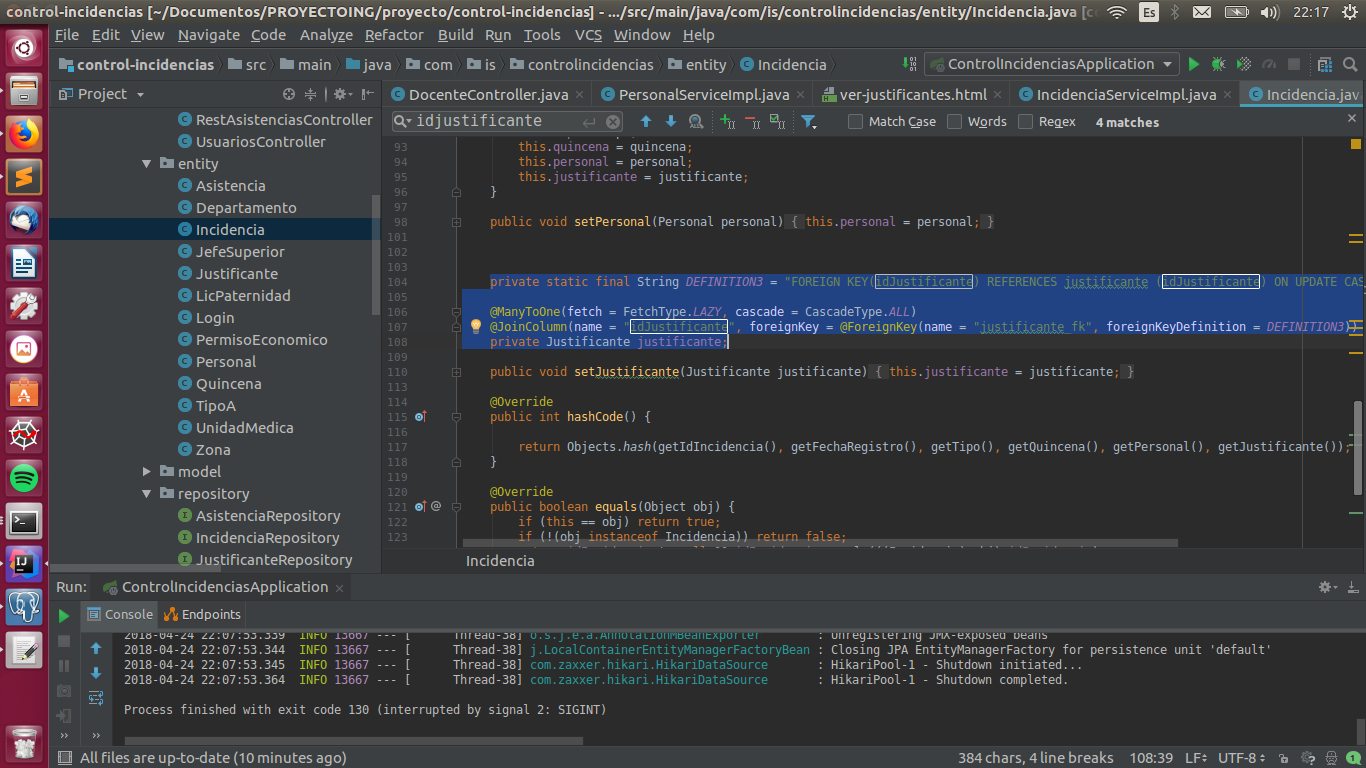 control-incidencias [~/Documentos/PROYECTOING/proyecto/control-incidencias] - .../src/main/java/com/is/controlincidencias/entity/Incidencia.java [c
Es 22:17
File Edit View Navigate Code Analyze Refactor Build Run Tools VCS Window Help
control-incidencias src main java com is controlincidencias entity Incidencia ControlIncidenciasApplication
Project
DocenteController.java PersonalServiceImpl.java ver-justificantes.html IncidenciaServiceImpl.java Incidencia.jav
idjustificante Match Case Words Regex 4 matches
RestAsistenciasController
UsuariosController
entity
Asistencia
Departamento
Incidencia
JefeSuperior
Justificante
LicPaternidad
Login
PermisoEconomico
Personal
Quincena
TipoA
UnidadMedica
Zona
model
repository
AsistenciaRepository
IncidenciaRepository
JustificanteRepository
93 this.quincena = quincena;
94 this.personal = personal;
95 this.justificante = justificante;
96 }
97
98 public void setPersonal(Personal personal) { this.personal = personal; }
101
102
103
104 private static final String DEFINITION3 = "FOREIGN KEY(idJustificante) REFERENCES justificante (idJustificante) ON UPDATE CAS
105
106 @ManyToOne(fetch = FetchType.LAZY, cascade = CascadeType.ALL)
107 @JoinColumn(name = "idJustificante", foreignKey = @ForeignKey(name = "justificante_fk", foreignKeyDefinition = DEFINITION3))
108 private Justificante justificante;
109
110 public void setJustificante(Justificante justificante) { this.justificante = justificante; }
113
114 @Override
115 public int hashCode() {
116
117 return Objects.hash(getIdIncidencia(), getFechaRegistro(), getTipo(), getQuincena(), getPersonal(), getJustificante());
118 }
119
120 @Override
121 @ public boolean equals(Object obj) {
122 if (this == obj) return true;
123 if (!(obj instanceof Incidencia)) return false;
Incidencia
Run: ControlIncidenciasApplication
Console Endpoints
2018-04-24 22:07:53.339 INFO 13667 --- [ Thread-38] o.s.j.e.a.AnnotationMBeanExporter : Unregistering JMX-exposed beans
2018-04-24 22:07:53.344 INFO 13667 --- [ Thread-38] j.LocalContainerEntityManagerFactoryBean : Closing JPA EntityManagerFactory for persistence unit 'default'
2018-04-24 22:07:53.345 INFO 13667 --- [ Thread-38] com.zaxxer.hikari.HikariDataSource : HikariPool-1 - Shutdown initiated...
2018-04-24 22:07:53.364 INFO 13667 --- [ Thread-38] com.zaxxer.hikari.HikariDataSource : HikariPool-1 - Shutdown completed.
Process finished with exit code 130 (interrupted by signal 2: SIGINT)
All files are up-to-date (10 minutes ago) 384 chars, 4 line breaks 108:39 LF UTF-8 1